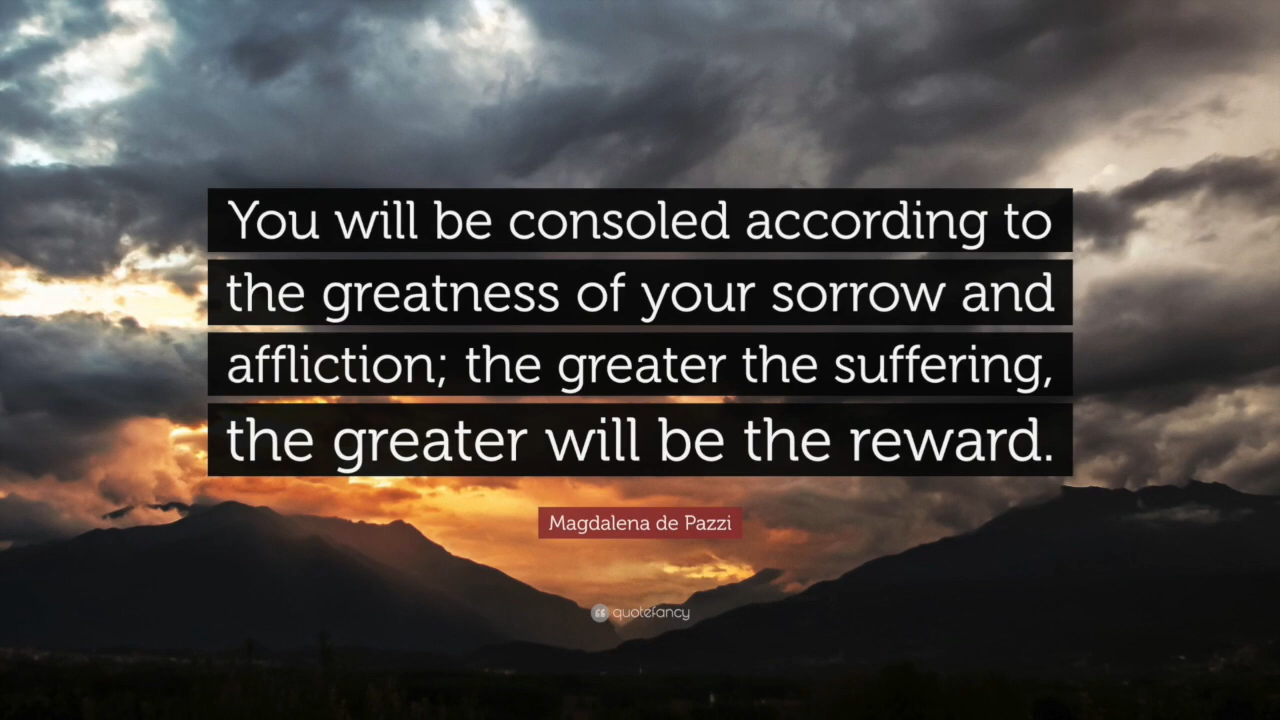 You will be consoled according to
the greatness of your sorrow and
affliction; the greater the suffering,
the greater will be the reward.
Magdalena de Pazzi
quotefancy